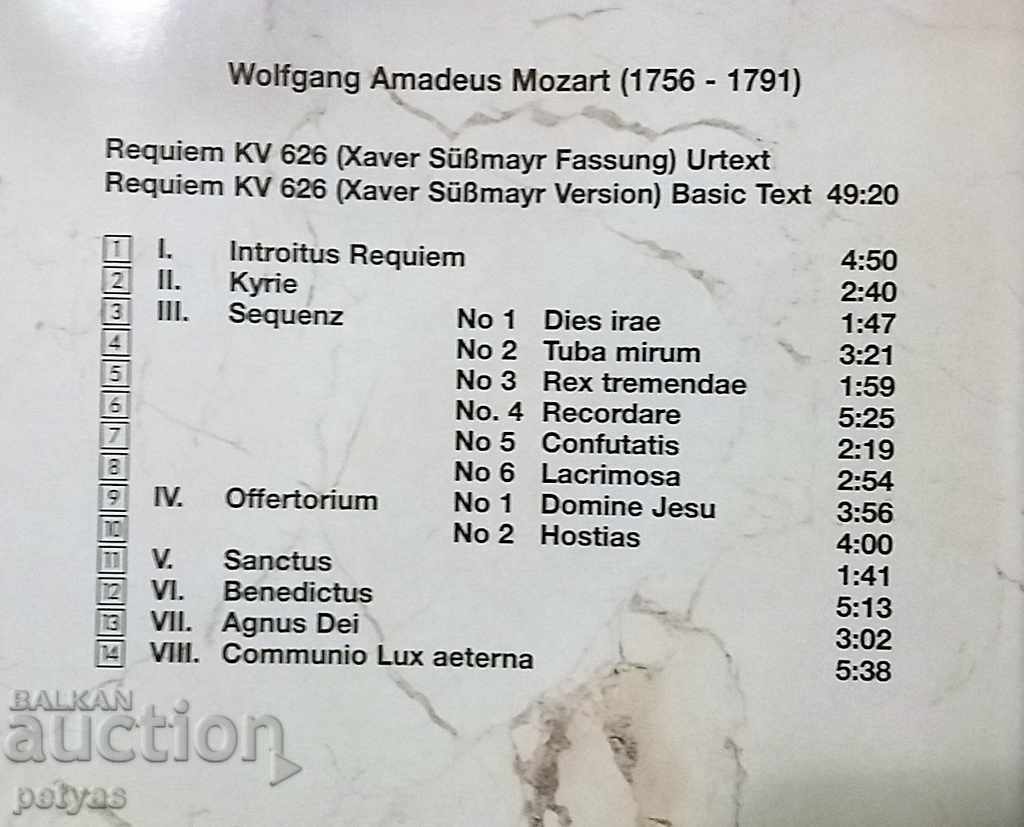 Wolfgang Amadeus Mozart (1756 - 1791)
Requiem KV 626 (Xaver Süßmayr Fassung) Urtext
Requiem KV 626 (Xaver Süßmayr Version) Basic Text 49:20
1 I. Introitus Requiem 4:50
2 II. Kyrie 2:40
3 III. Sequenz No 1 Dies irae 1:47
4 No 2 Tuba mirum 3:21
5 No 3 Rex tremendae 1:59
6 No. 4 Recordare 5:25
7 No 5 Confutatis 2:19
8 No 6 Lacrimosa 2:54
9 IV. Offertorium No 1 Domine Jesu 3:56
10 No 2 Hostias 4:00
11 V. Sanctus 1:41
12 VI. Benedictus 5:13
13 VII. Agnus Dei 3:02
14 VIII. Communio Lux aeterna 5:38
BALKAN
auction
petyas